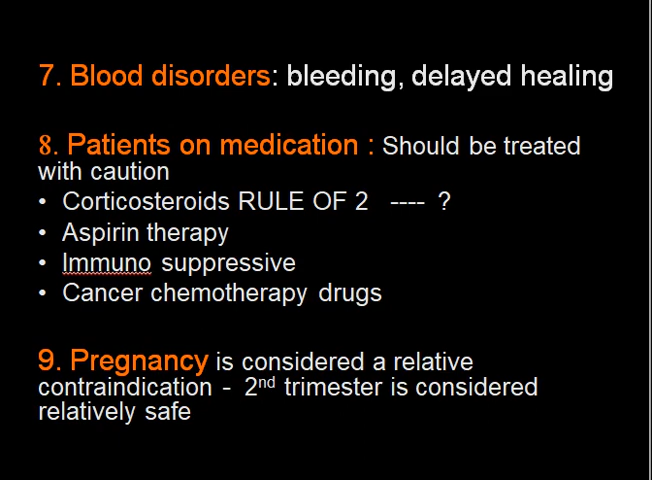 7. Blood disorders: bleeding, delayed healing
8. Patients on medication : Should be treated
with caution
• Corticosteroids RULE OF 2 ---- ?
• Aspirin therapy
• Immuno suppressive
• Cancer chemotherapy drugs
9. Pregnancy is considered a relative
contraindication - 2nd trimester is considered
relatively safe